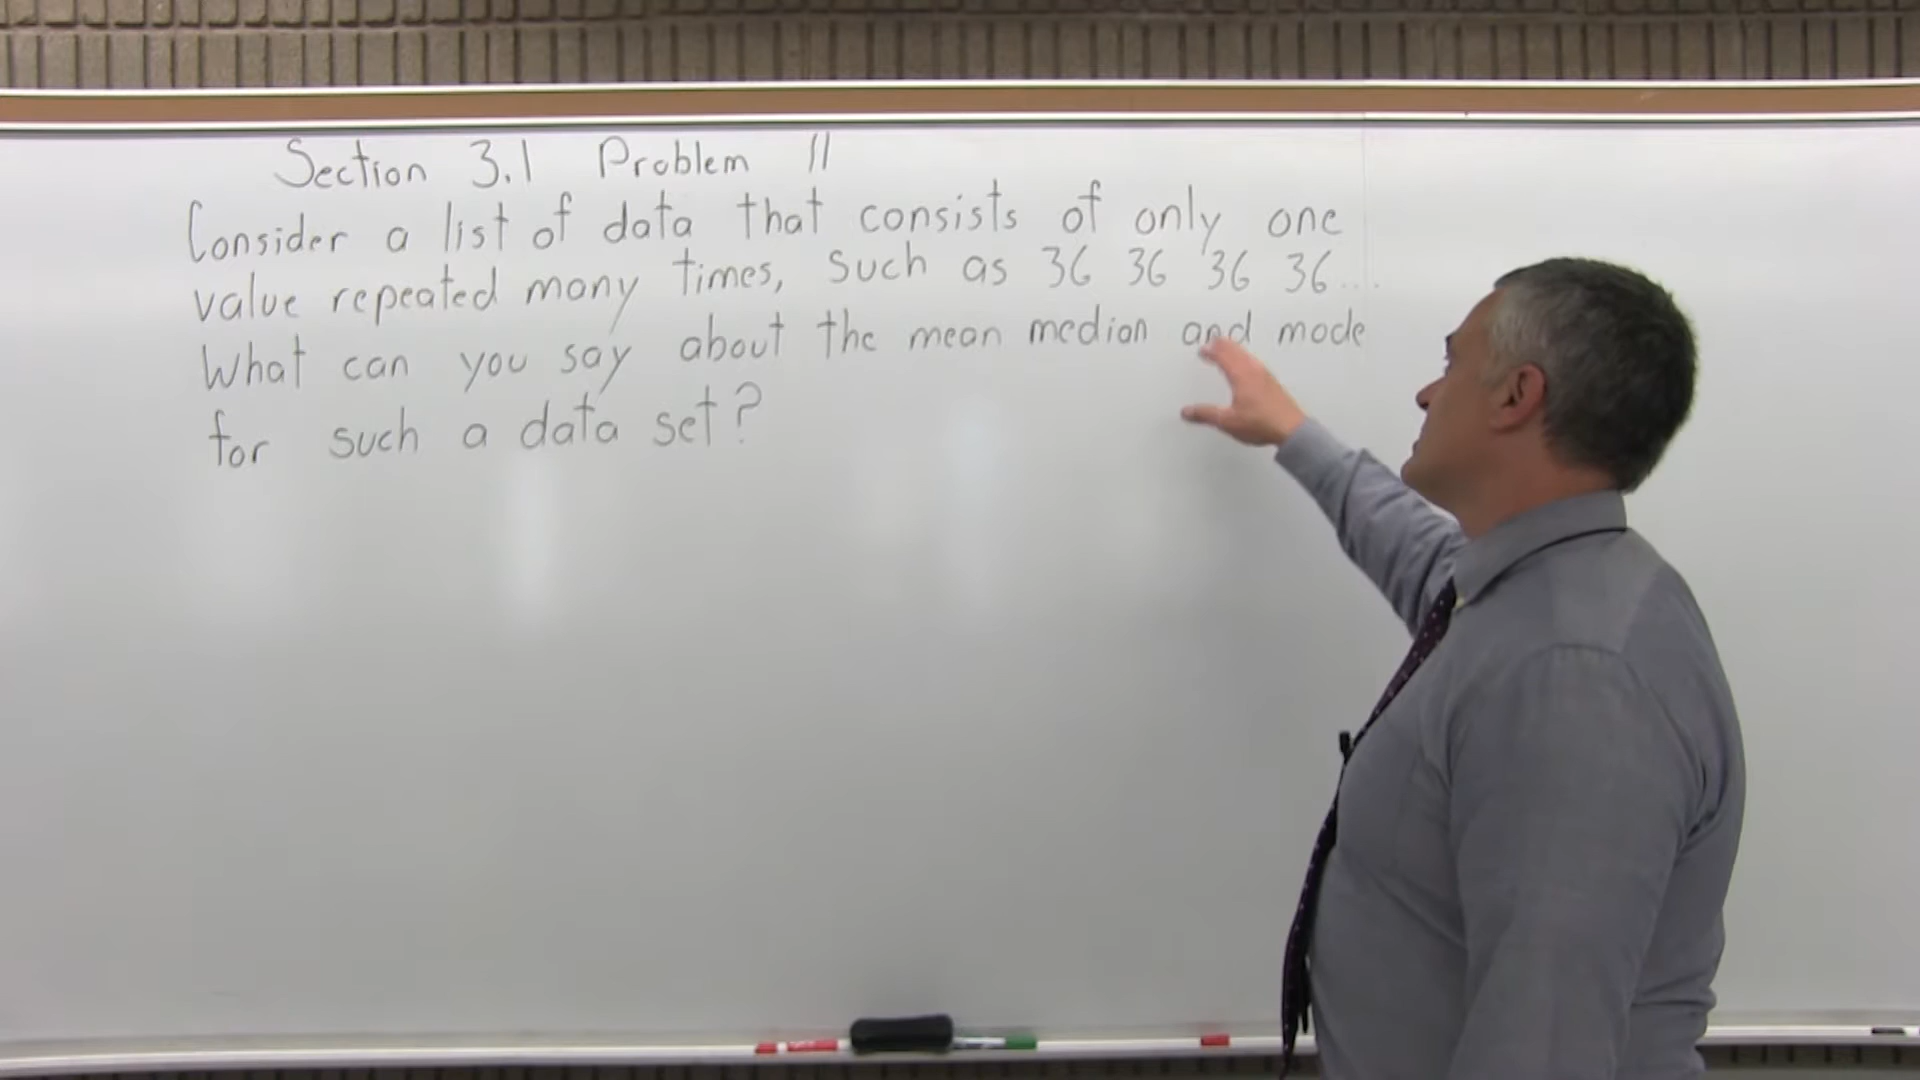 Section 3.1 Problem 11
Consider a list of data that consists of only one
value repeated many times, such as 36 36 36 36...
What can you say about the mean median and mode
for such a data set?